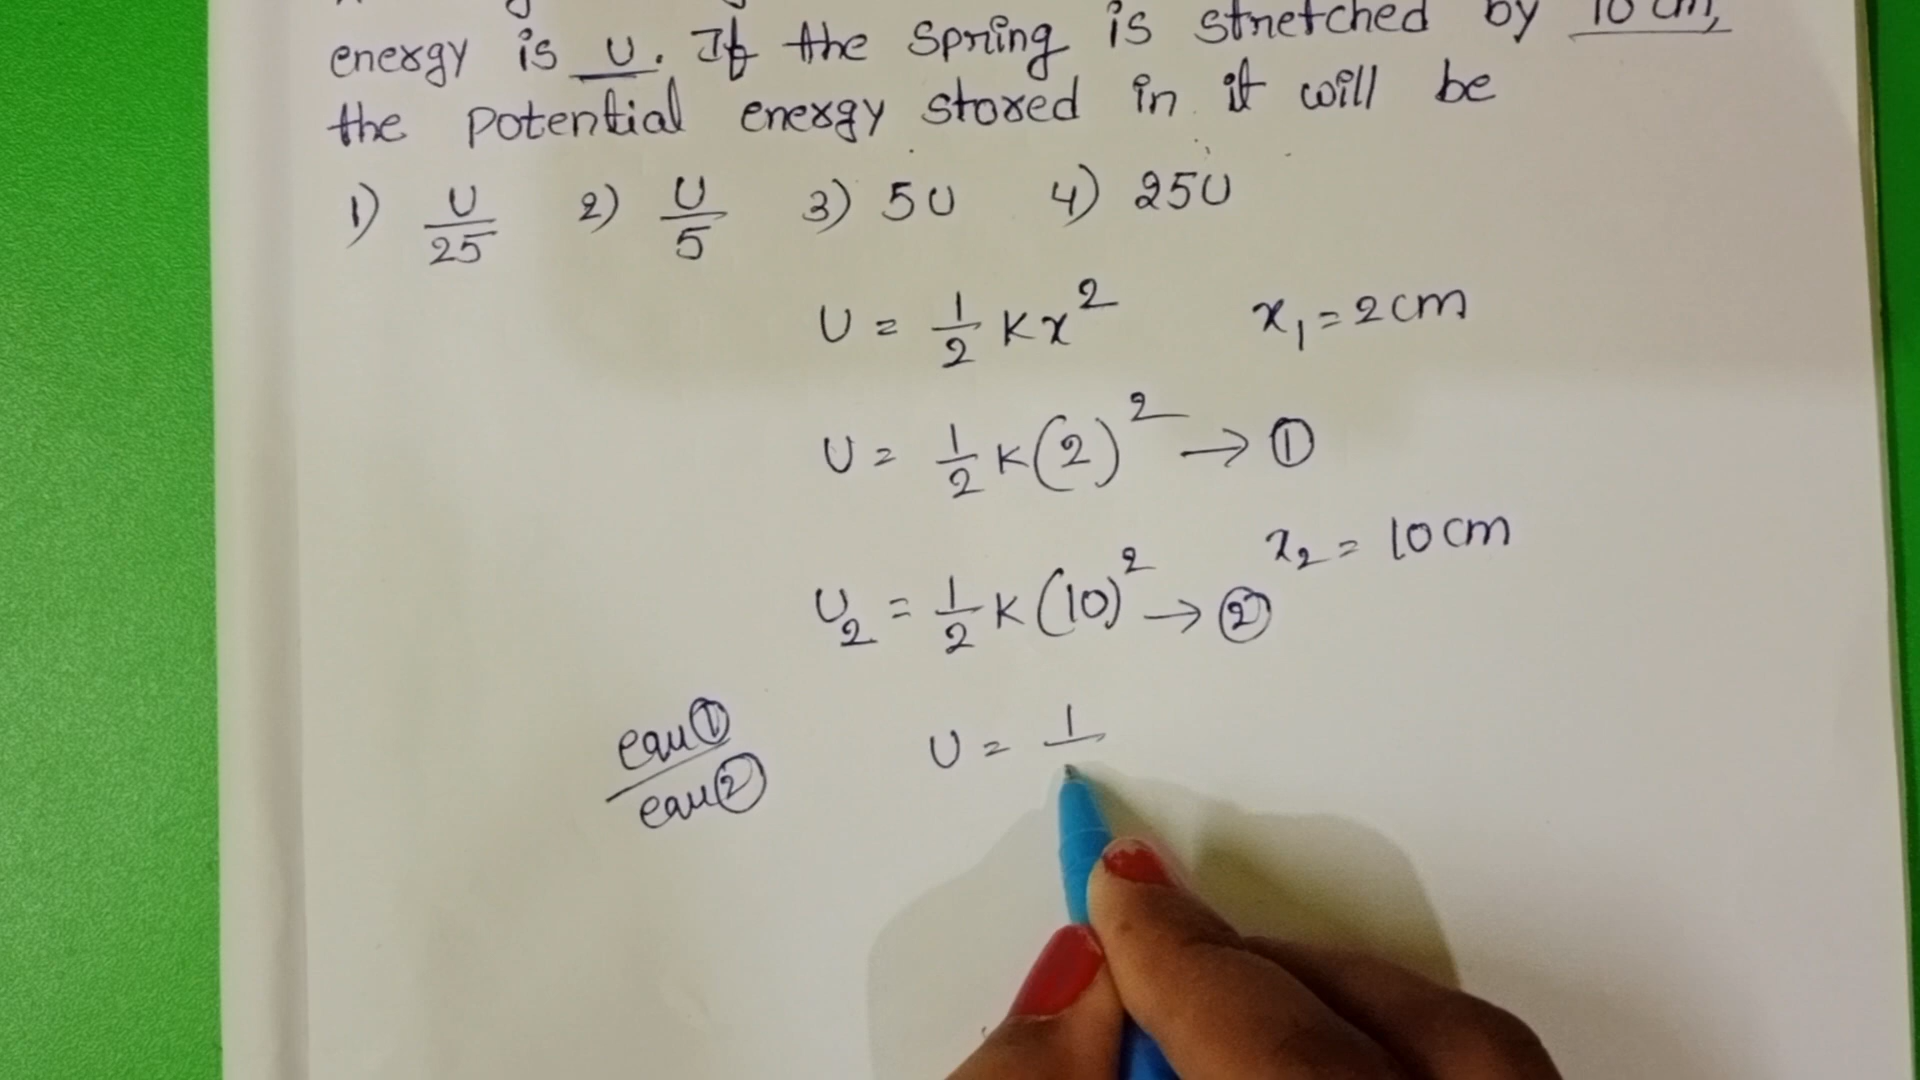 energy is U. If the spring is stretched by 10 cm,
the potential energy stored in it will be
1) U/25 2) U/5 3) 5U 4) 25U
U = 1/2 Kx² x₁ = 2cm
U = 1/2 K(2)² → ①
x₂ = 10cm
U₂ = 1/2 K(10)² → ②
equ① / equ② U = 1